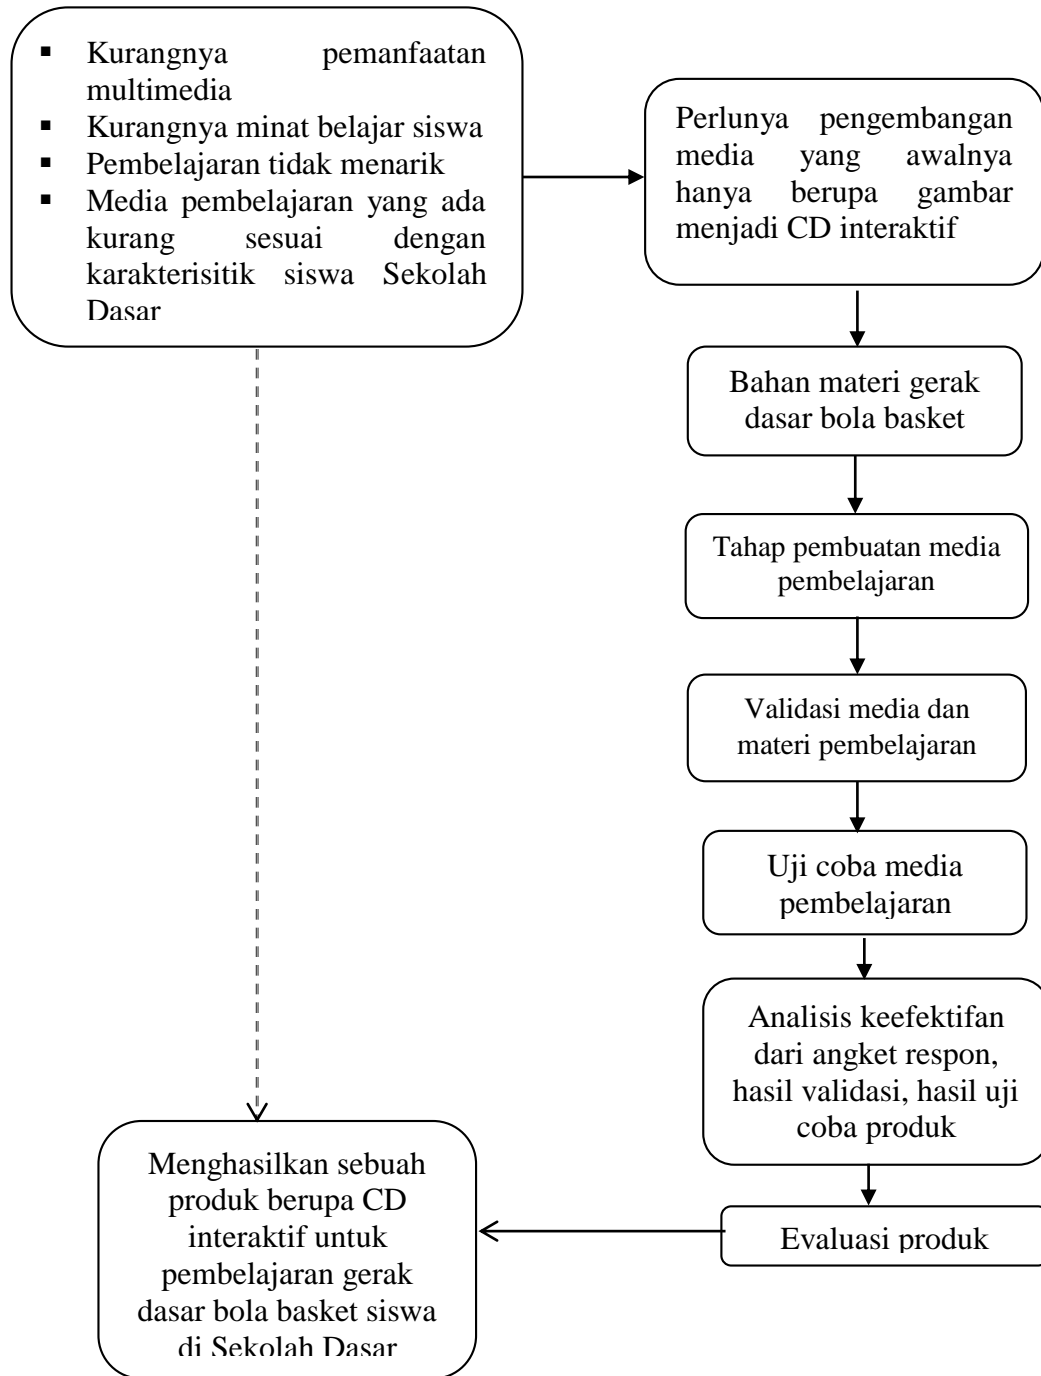 ▪ Kurangnya pemanfaatan
multimedia
▪ Kurangnya minat belajar siswa
▪ Pembelajaran tidak menarik
▪ Media pembelajaran yang ada
kurang sesuai dengan
karakterisitik siswa Sekolah
Dasar
Perlunya pengembangan
media yang awalnya
hanya berupa gambar
menjadi CD interaktif
Bahan materi gerak
dasar bola basket
Tahap pembuatan media
pembelajaran
Validasi media dan
materi pembelajaran
Uji coba media
pembelajaran
Analisis keefektifan
dari angket respon,
hasil validasi, hasil uji
coba produk
Evaluasi produk
Menghasilkan sebuah
produk berupa CD
interaktif untuk
pembelajaran gerak
dasar bola basket siswa
di Sekolah Dasar